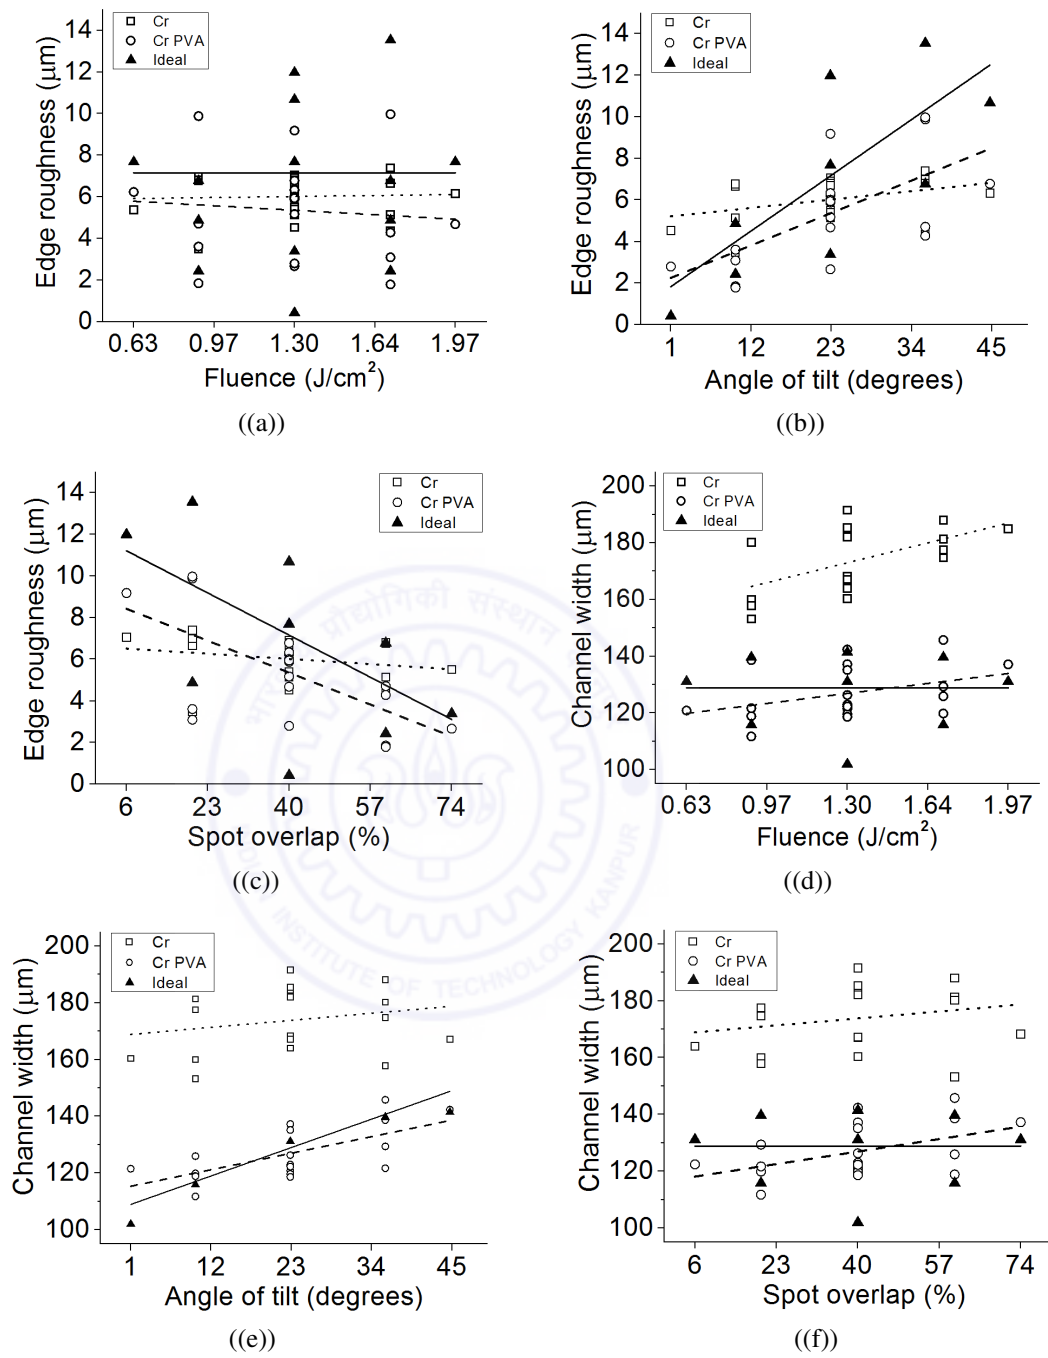 14
12
10
8
6
4
2
0
Edge roughness (μm)
Cr
Cr PVA
Ideal
0.63 0.97 1.30 1.64 1.97
Fluence (J/cm²)
((a))
14
12
10
8
6
4
2
0
Edge roughness (μm)
Cr
Cr PVA
Ideal
1 12 23 34 45
Angle of tilt (degrees)
((b))
14
12
10
8
6
4
2
0
Edge roughness (μm)
Cr
Cr PVA
Ideal
6 23 40 57 74
Spot overlap (%)
((c))
200
180
160
140
120
100
Channel width (μm)
Cr
Cr PVA
Ideal
0.63 0.97 1.30 1.64 1.97
Fluence (J/cm²)
((d))
200
180
160
140
120
100
Channel width (μm)
Cr
Cr PVA
Ideal
1 12 23 34 45
Angle of tilt (degrees)
((e))
200
180
160
140
120
100
Channel width (μm)
Cr
Cr PVA
Ideal
6 23 40 57 74
Spot overlap (%)
((f))
प्रौद्योगिकी संस्थान
INSTITUTE OF TECHNOLOGY KANPUR